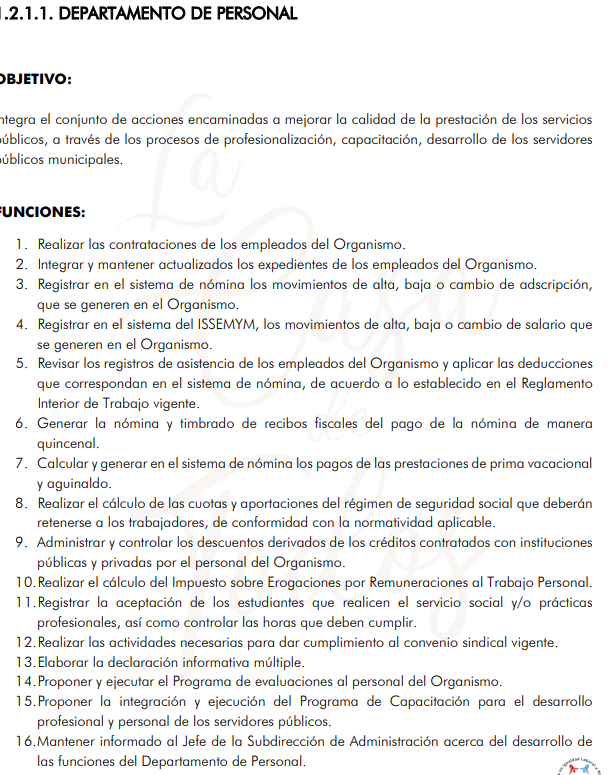 .2.1.1. DEPARTAMENTO DE PERSONAL
OBJETIVO:
ntegra el conjunto de acciones encaminadas a mejorar la calidad de la prestación de los servicios
públicos, a través de los procesos de profesionalización, capacitación, desarrollo de los servidores
públicos municipales.
FUNCIONES:
1. Realizar las contrataciones de los empleados del Organismo.
2. Integrar y mantener actualizados los expedientes de los empleados del Organismo.
3. Registrar en el sistema de nómina los movimientos de alta, baja o cambio de adscripción,
que se generen en el Organismo.
4. Registrar en el sistema del ISSEMYM, los movimientos de alta, baja o cambio de salario que
se generen en el Organismo.
5. Revisar los registros de asistencia de los empleados del Organismo y aplicar las deducciones
que correspondan en el sistema de nómina, de acuerdo a lo establecido en el Reglamento
Interior de Trabajo vigente.
6. Generar la nómina y timbrado de recibos fiscales del pago de la nómina de manera
quincenal.
7. Calcular y generar en el sistema de nómina los pagos de las prestaciones de prima vacacional
y aguinaldo.
8. Realizar el cálculo de las cuotas y aportaciones del régimen de seguridad social que deberán
retenerse a los trabajadores, de conformidad con la normatividad aplicable.
9. Administrar y controlar los descuentos derivados de los créditos contratados con instituciones
públicas y privadas por el personal del Organismo.
10. Realizar el cálculo del Impuesto sobre Erogaciones por Remuneraciones al Trabajo Personal.
11. Registrar la aceptación de los estudiantes que realicen el servicio social y/o prácticas
profesionales, así como controlar las horas que deben cumplir.
12. Realizar las actividades necesarias para dar cumplimiento al convenio sindical vigente.
13. Elaborar la declaración informativa múltiple.
14. Proponer y ejecutar el Programa de evaluaciones al personal del Organismo.
15. Proponer la integración y ejecución del Programa de Capacitación para el desarrollo
profesional y personal de los servidores públicos.
16. Mantener informado al Jefe de la Subdirección de Administración acerca del desarrollo de
las funciones del Departamento de Personal.
La
Casa
de
Todos
Igualdad Laboral y